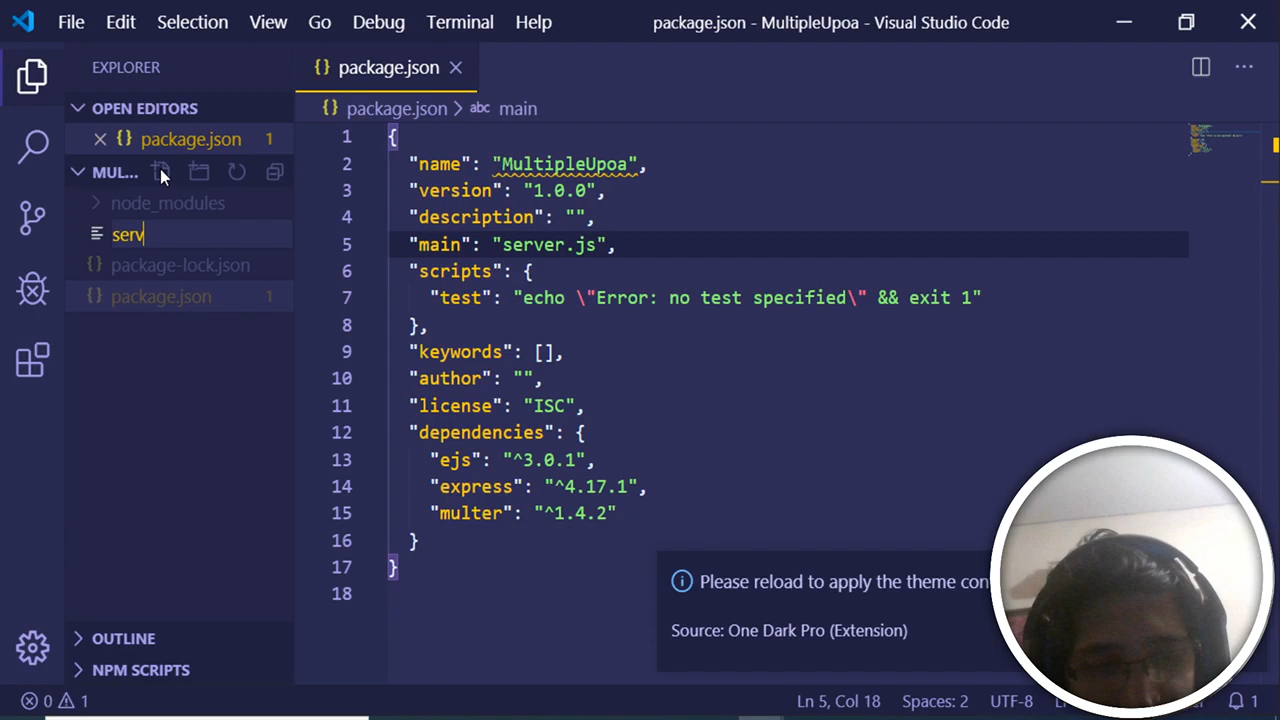 File Edit Selection View Go Debug Terminal Help package.json - MultipleUpoa - Visual Studio Code
EXPLORER
OPEN EDITORS
package.json 1
MUL...
node_modules
serv
package-lock.json
package.json 1
OUTLINE
NPM SCRIPTS
package.json
package.json > abc main
1 {
2 "name": "MultipleUpoa",
3 "version": "1.0.0",
4 "description": "",
5 "main": "server.js",
6 "scripts": {
7 "test": "echo \"Error: no test specified\" && exit 1"
8 },
9 "keywords": [],
10 "author": "",
11 "license": "ISC",
12 "dependencies": {
13 "ejs": "^3.0.1",
14 "express": "^4.17.1",
15 "multer": "^1.4.2"
16 }
17 }
18
Please reload to apply the theme con
Source: One Dark Pro (Extension)
0 1 Ln 5, Col 18 Spaces: 2 UTF-8 1